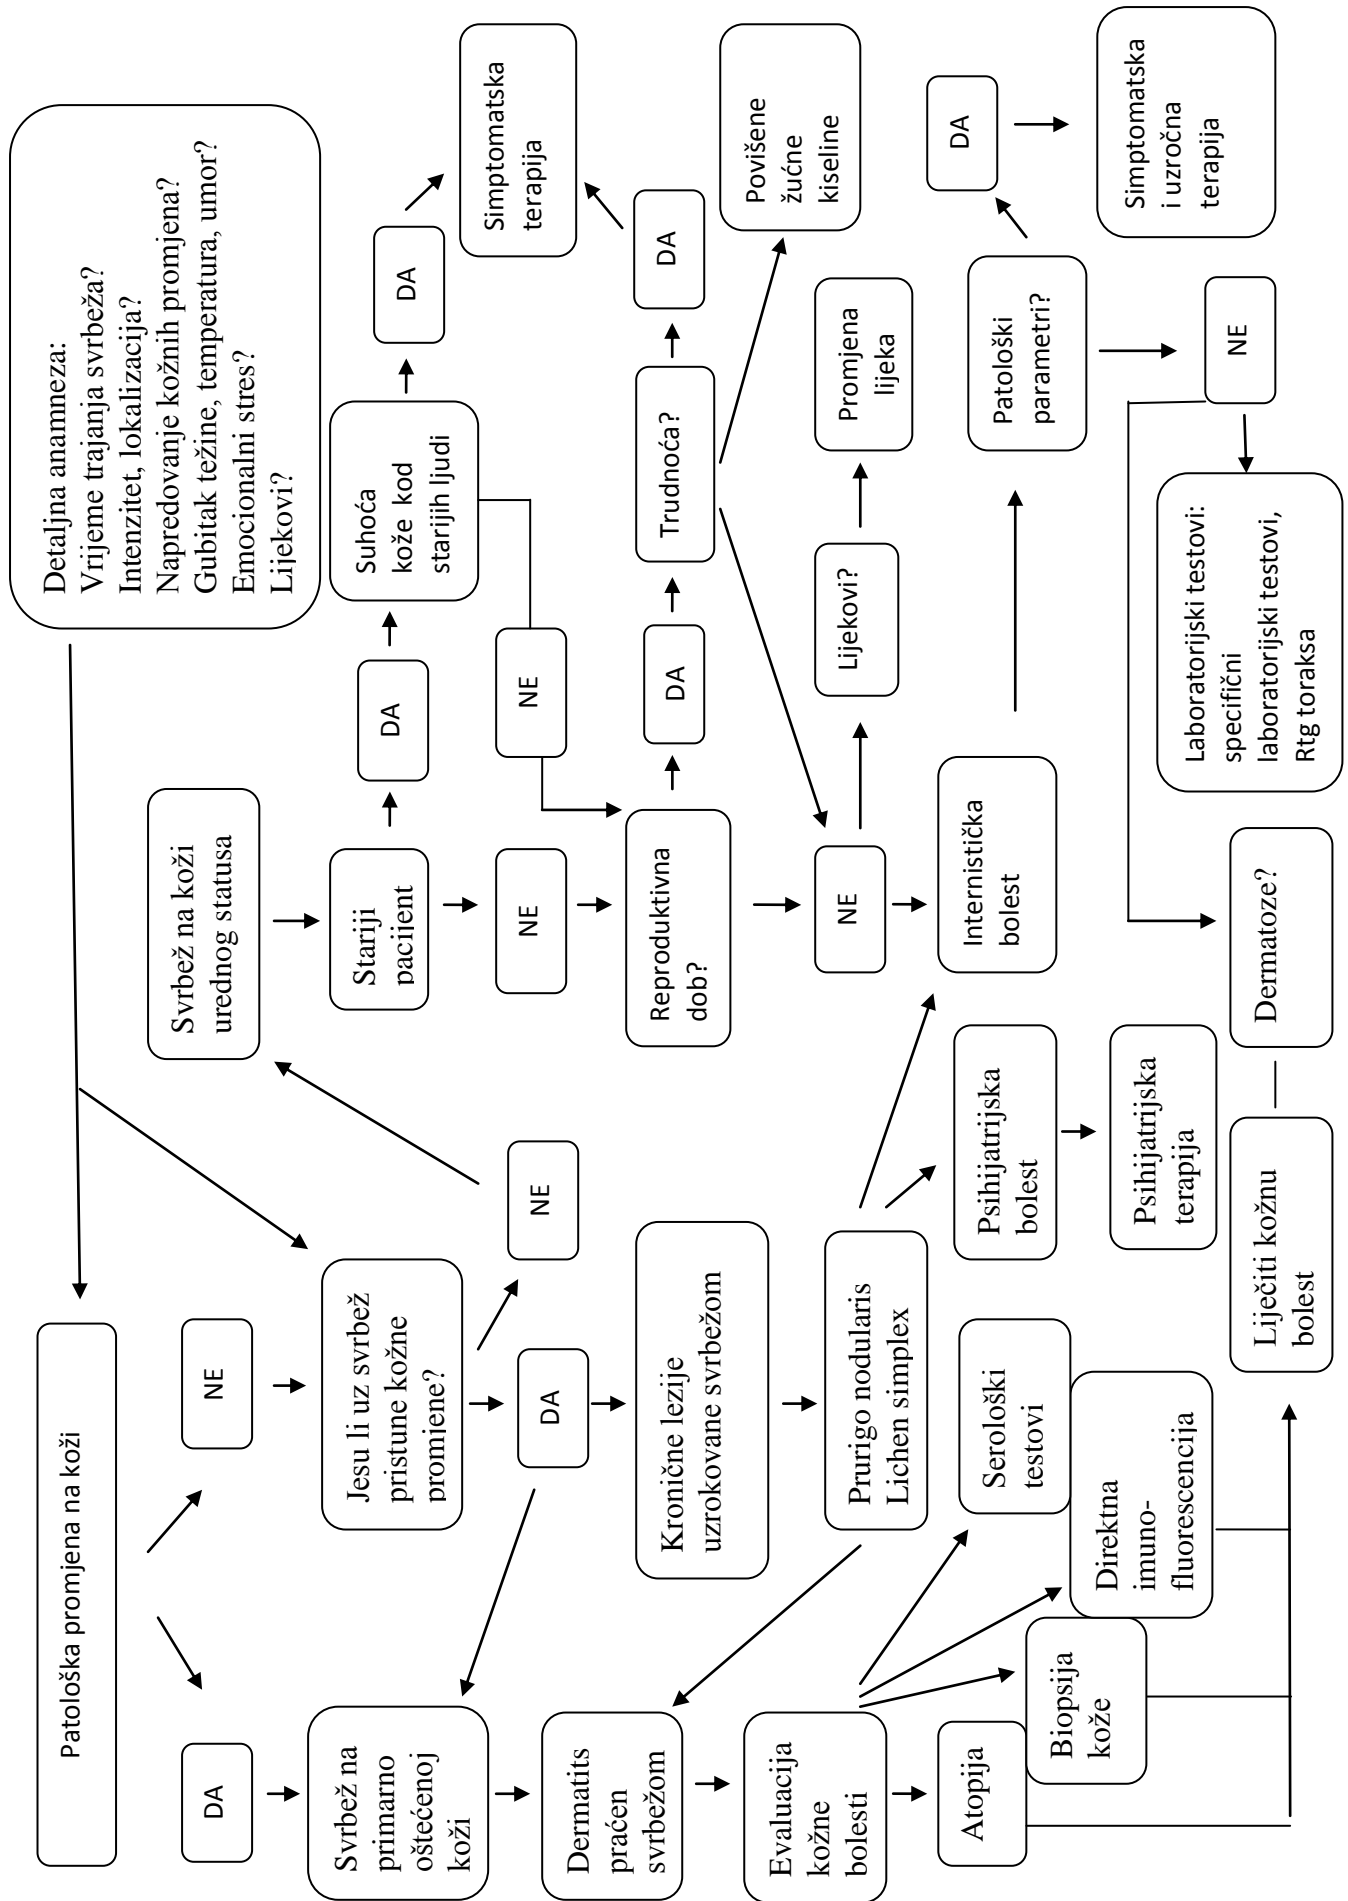 Detaljna anamneza:
Vrijeme trajanja svrbeža?
Intenzitet, lokalizacija?
Napredovanje kožnih promjena?
Gubitak težine, temperatura, umor?
Emocionalni stres?
Lijekovi?
Patološka promjena na koži
DA
NE
Svrbež na koži
urednog statusa
Svrbež na
primarno
oštećenoj
koži
Jesu li uz svrbež
pristune kožne
promjene?
NE
DA
Stariji
pacijent
DA
Suhoća
kože kod
starijih ljudi
DA
Simptomatska
terapija
NE
NE
Dermatits
praćen
svrbežom
Kronične lezije
uzrokovane svrbežom
Reproduktivna
dob?
DA
Trudnoća?
DA
Povišene
žućne
kiseline
Evaluacija
kožne
bolesti
Prurigo nodularis
Lichen simplex
NE
Lijekovi?
Promjena
lijeka
Atopija
Serološki
testovi
Psihijatrijska
bolest
Internistička
bolest
Patološki
parametri?
DA
Biopsija
kože
Direktna
imuno-
fluorescencija
Psihijatrijska
terapija
Simptomatska
i uzročna
terapija
NE
Laboratorijski testovi:
specifični
laboratorijski testovi,
Rtg toraksa
Liječiti kožnu
bolest
Dermatoze?